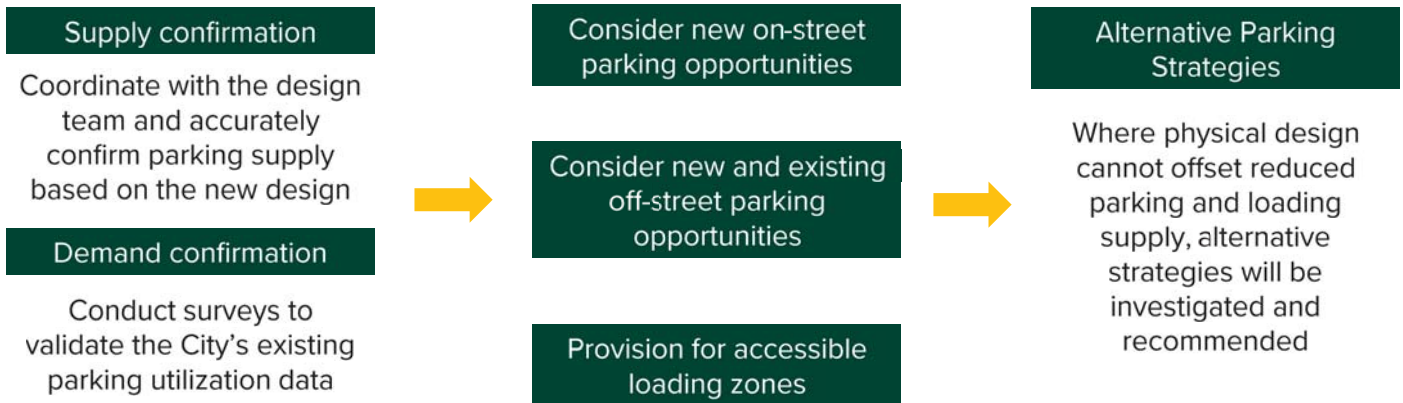 Supply confirmation
Coordinate with the design
team and accurately
confirm parking supply
based on the new design
Demand confirmation
Conduct surveys to
validate the City's existing
parking utilization data
Consider new on-street
parking opportunities
Consider new and existing
off-street parking
opportunities
Provision for accessible
loading zones
Alternative Parking
Strategies
Where physical design
cannot offset reduced
parking and loading
supply, alternative
strategies will be
investigated and
recommended